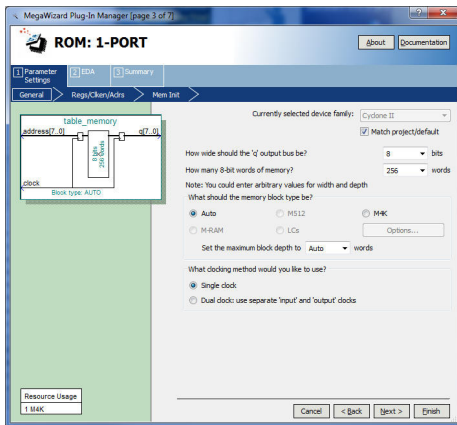 MegaWizard Plug-In Manager [page 3 of 7]
ROM: 1-PORT
About
Documentation
1 Parameter Settings
2 EDA
3 Summary
General
Regs/Clken/Adrs
Mem Init
table_memory
address[7..0]
q[7..0]
8 bits
256 words
clock
Block type: AUTO
Currently selected device family:
Cyclone II
Match project/default
How wide should the 'q' output bus be?
8
bits
How many 8-bit words of memory?
256
words
Note: You could enter arbitrary values for width and depth
What should the memory block type be?
Auto
M512
M4K
M-RAM
LCs
Options...
Set the maximum block depth to
Auto
words
What clocking method would you like to use?
Single clock
Dual clock: use separate 'input' and 'output' clocks
Resource Usage
1 M4K
Cancel
< Back
Next >
Finish